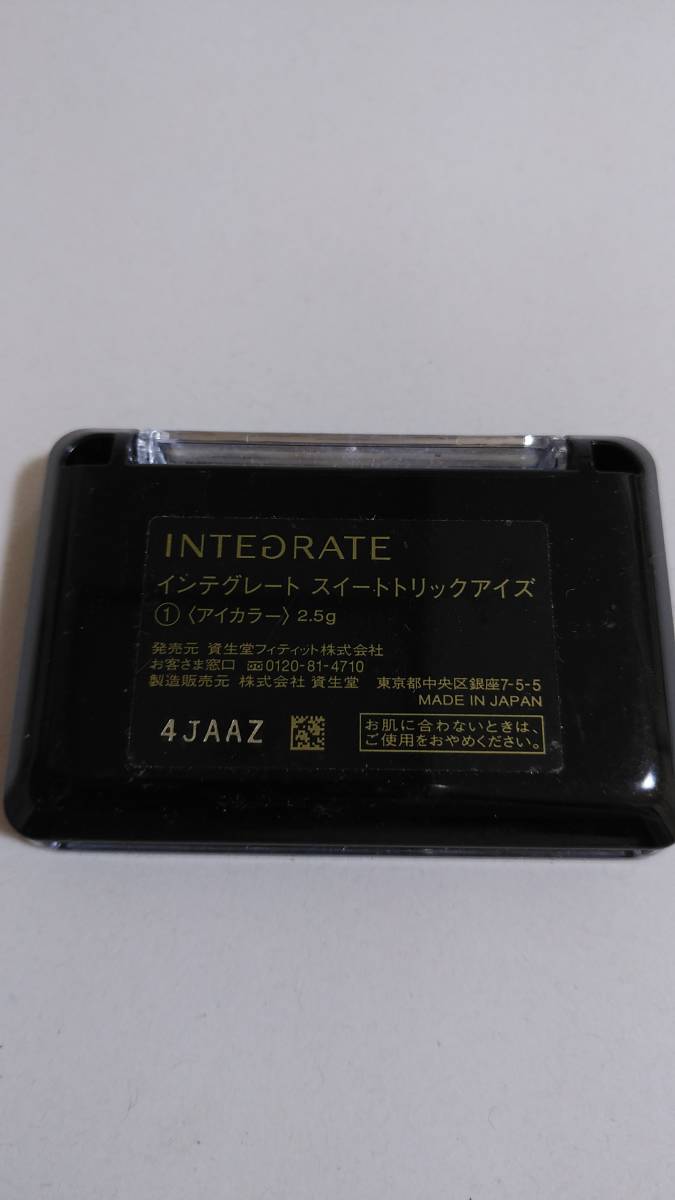 INTEGRATE
インテグレート スイートトリックアイズ
① 〈アイカラー〉 2.5g
発売元 資生堂フィティット株式会社
お客さま窓口 0120-81-4710
製造販売元 株式会社 資生堂 東京都中央区銀座7-5-5
MADE IN JAPAN
4JAAZ
お肌に合わないときは、
ご使用をおやめください。